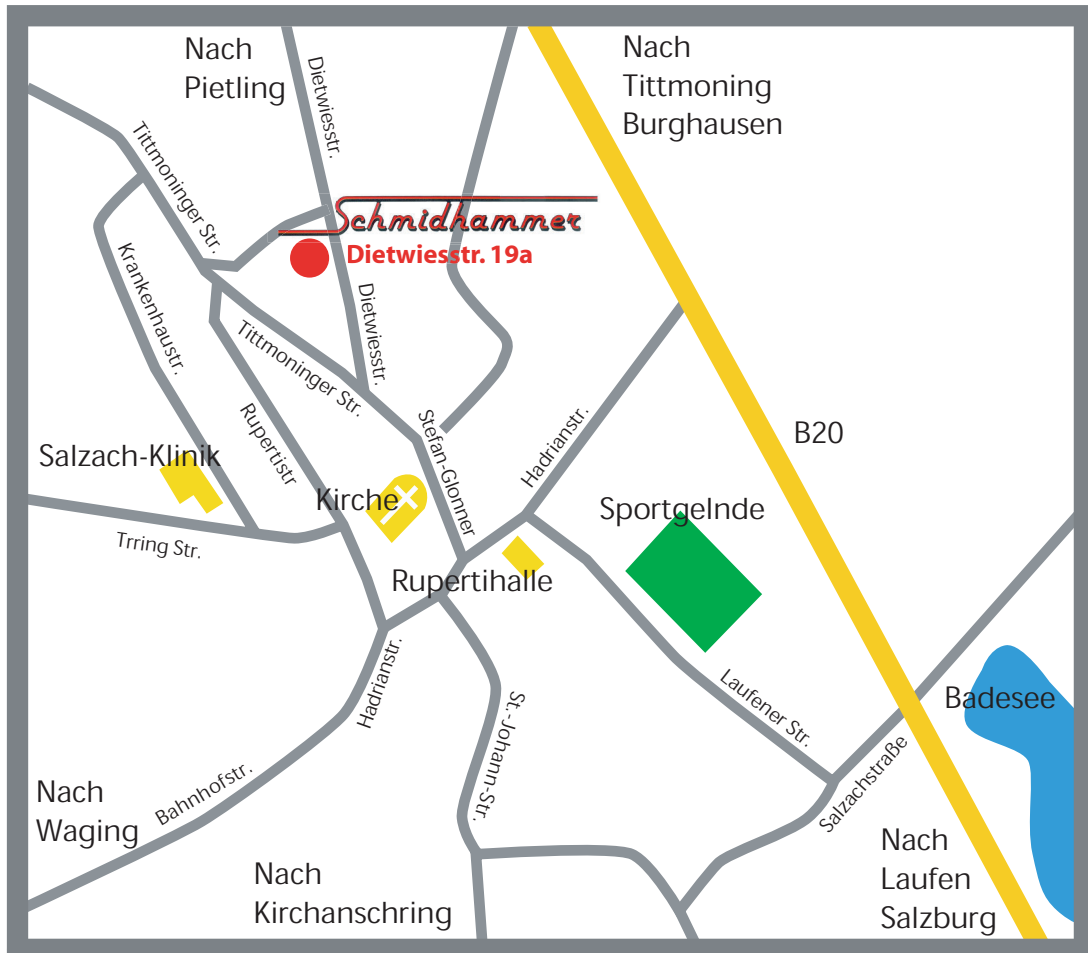 Nach
Pietling
Dietwiesstr.
Nach
Tittmoning
Burghausen
Tittmoninger Str.
Schmidhammer
Dietwiesstr. 19a
Krankenhaustr.
Dietwiesstr.
Tittmoninger Str.
Rupertistr
Stefan-Glonner
Hadrianstr.
B20
Salzach-Klinik
Kirche
Sportgelnde
Trring Str.
Rupertihalle
Hadrianstr.
St.-Johann-Str.
Laufener Str.
Badesee
Salzachstraße
Bahnhofstr.
Nach
Waging
Nach
Kirchanschring
Nach
Laufen
Salzburg